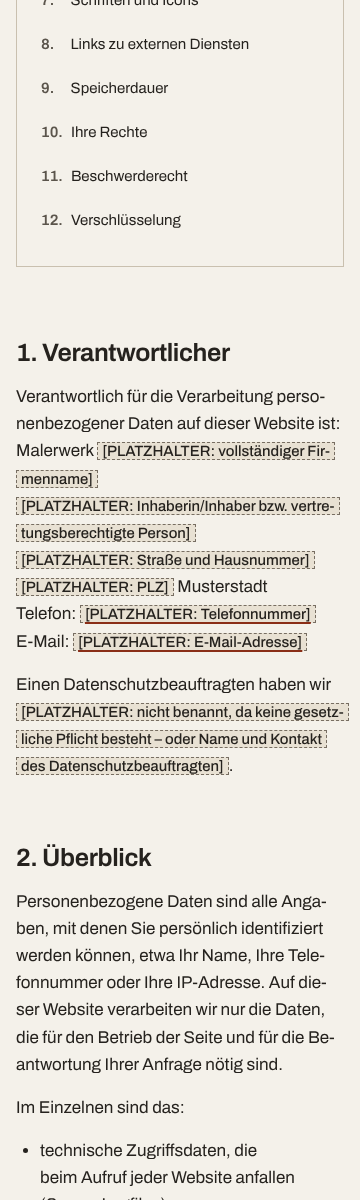 7. Schriften und Icons
8. Links zu externen Diensten
9. Speicherdauer
10. Ihre Rechte
11. Beschwerderecht
12. Verschlüsselung
1. Verantwortlicher
Verantwortlich für die Verarbeitung perso-
nenbezogener Daten auf dieser Website ist:
Malerwerk [PLATZHALTER: vollständiger Fir-
menname]
[PLATZHALTER: Inhaberin/Inhaber bzw. vertre-
tungsberechtigte Person]
[PLATZHALTER: Straße und Hausnummer]
[PLATZHALTER: PLZ] Musterstadt
Telefon: [PLATZHALTER: Telefonnummer]
E-Mail: [PLATZHALTER: E-Mail-Adresse]
Einen Datenschutzbeauftragten haben wir
[PLATZHALTER: nicht benannt, da keine gesetz-
liche Pflicht besteht – oder Name und Kontakt
des Datenschutzbeauftragten].
2. Überblick
Personenbezogene Daten sind alle Anga-
ben, mit denen Sie persönlich identifiziert
werden können, etwa Ihr Name, Ihre Tele-
fonnummer oder Ihre IP-Adresse. Auf die-
ser Website verarbeiten wir nur die Daten,
die für den Betrieb der Seite und für die Be-
antwortung Ihrer Anfrage nötig sind.
Im Einzelnen sind das:
• technische Zugriffsdaten, die
beim Aufruf jeder Website anfallen